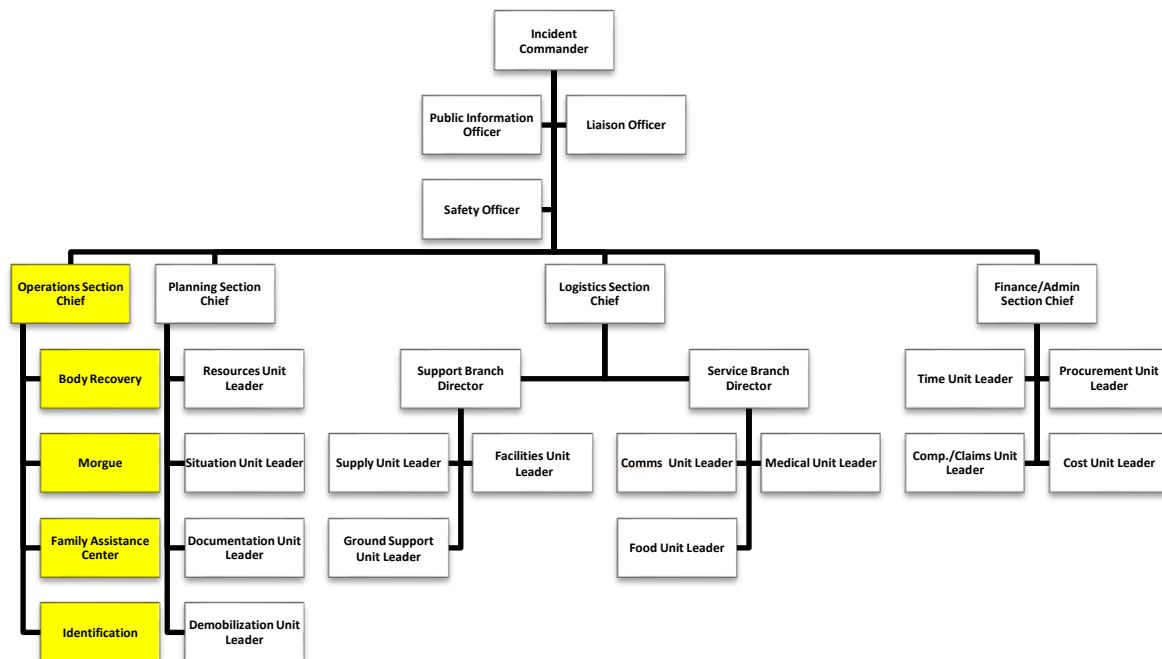 Incident
Commander
Public Information
Officer
Liaison Officer
Safety Officer
Operations Section
Chief
Planning Section
Chief
Logistics Section
Chief
Finance/Admin
Section Chief
Body Recovery
Resources Unit
Leader
Support Branch
Director
Service Branch
Director
Time Unit Leader
Procurement Unit
Leader
Morgue
Situation Unit Leader
Supply Unit Leader
Facilities Unit
Leader
Comms Unit Leader
Medical Unit Leader
Comp./Claims Unit
Leader
Cost Unit Leader
Family Assistance
Center
Documentation Unit
Leader
Ground Support
Unit Leader
Food Unit Leader
Identification
Demobilization Unit
Leader